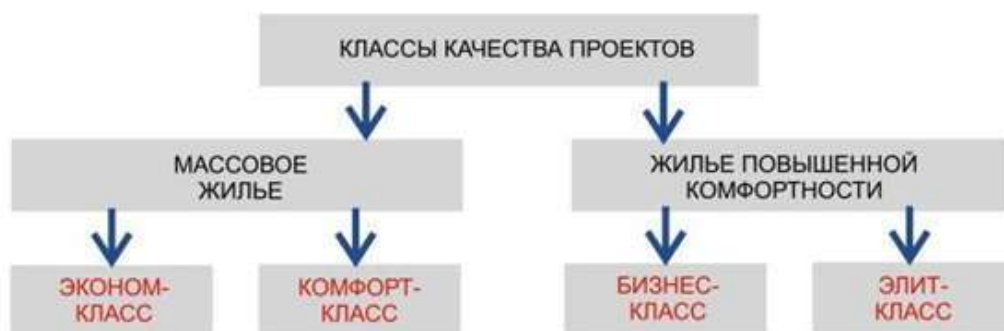 КЛАССЫ КАЧЕСТВА ПРОЕКТОВ
МАССОВОЕ
ЖИЛЬЕ
ЖИЛЬЕ ПОВЫШЕННОЙ
КОМФОРТНОСТИ
ЭКОНОМ-
КЛАСС
КОМФОРТ-
КЛАСС
БИЗНЕС-
КЛАСС
ЭЛИТ-
КЛАСС